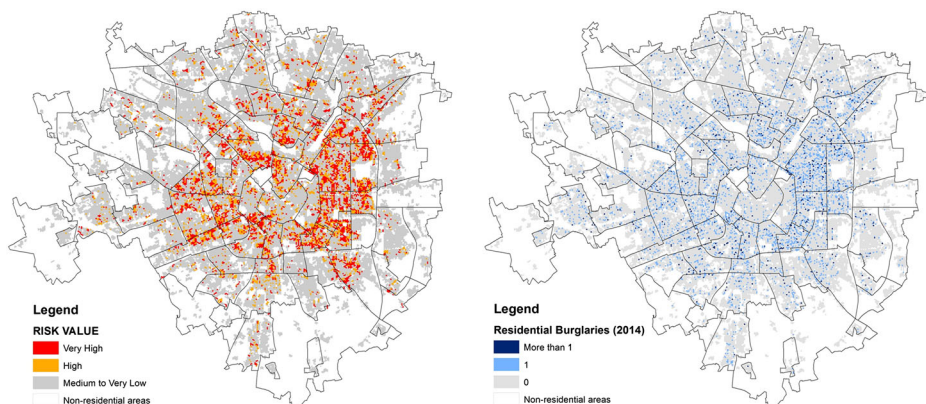 Legend
RISK VALUE
Very High
High
Medium to Very Low
Non-residential areas
Legend
Residential Burglaries (2014)
More than 1
1
0
Non-residential areas